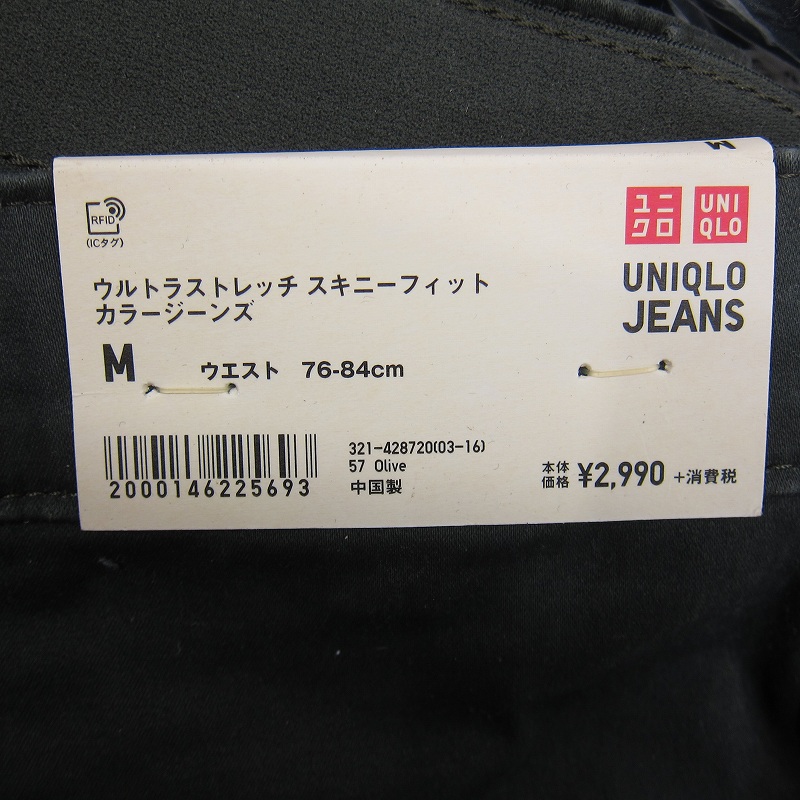 M
RFID
(ICタグ)
ユニ
クロ
UNI
QLO
UNIQLO
JEANS
ウルトラストレッチ スキニーフィット
カラージーンズ
M ウエスト 76-84cm
2000146225693
321-428720(03-16)
57 Olive
中国製
本体
価格 ¥2,990 +消費税